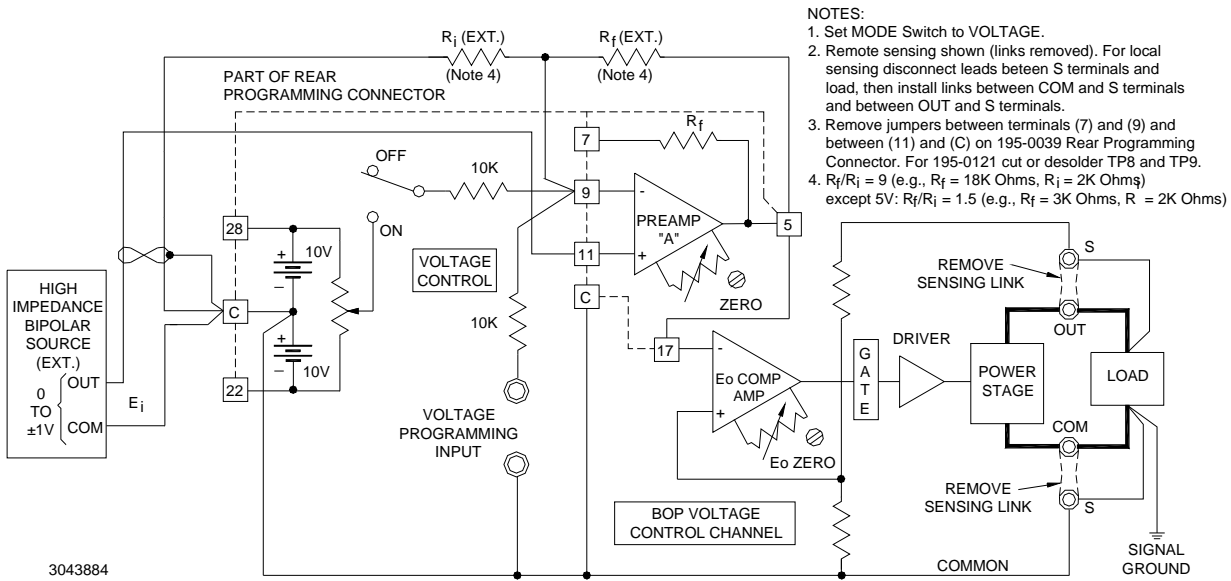 NOTES:
1. Set MODE Switch to VOLTAGE.
2. Remote sensing shown (links removed). For local
sensing disconnect leads beteen S terminals and
load, then install links between COM and S terminals
and between OUT and S terminals.
3. Remove jumpers between terminals (7) and (9) and
between (11) and (C) on 195-0039 Rear Programming
Connector. For 195-0121 cut or desolder TP8 and TP9.
4. Rf/Ri = 9 (e.g., Rf = 18K Ohms, Ri = 2K Ohms)
except 5V: Rf/Ri = 1.5 (e.g., Rf = 3K Ohms, R = 2K Ohms)
Ri (EXT.)
(Note 4)
Rf (EXT.)
(Note 4)
PART OF REAR
PROGRAMMING CONNECTOR
7
Rf
OFF
10K
9
-
PREAMP
"A"
5
ON
28
+
10V
–
VOLTAGE
CONTROL
11
+
ZERO
S
REMOVE
SENSING LINK
OUT
HIGH
IMPEDANCE
BIPOLAR
SOURCE
(EXT.)
OUT
0
TO
±1V
COM
Ei
C
+
10V
–
22
10K
C
17
-
Eo COMP
AMP
+
Eo ZERO
GATE
DRIVER
POWER
STAGE
LOAD
VOLTAGE
PROGRAMMING
INPUT
COM
REMOVE
SENSING LINK
S
BOP VOLTAGE
CONTROL CHANNEL
COMMON
SIGNAL
GROUND
3043884